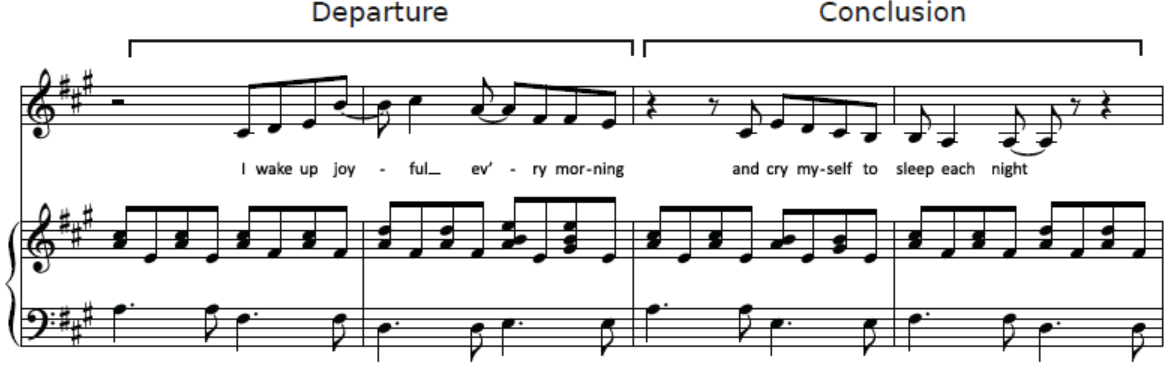 Departure Conclusion
I wake up joy - ful_ ev' - ry mor-ning and cry my-self to sleep each night